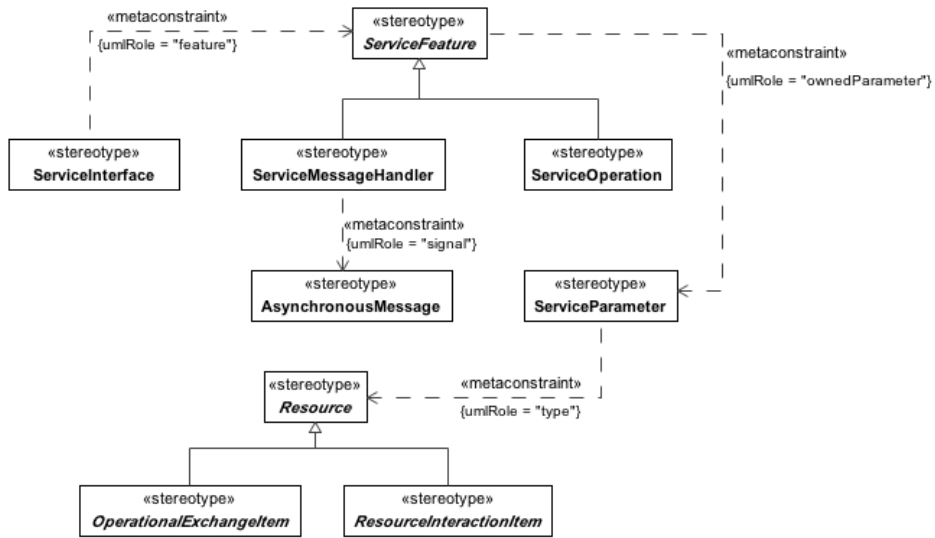 «metaconstraint»
{umlRole = "feature"}
«stereotype»
ServiceFeature
«metaconstraint»
{umlRole = "ownedParameter"}
«stereotype»
ServiceInterface
«stereotype»
ServiceMessageHandler
«stereotype»
ServiceOperation
«metaconstraint»
{umlRole = "signal"}
«stereotype»
AsynchronousMessage
«stereotype»
ServiceParameter
«stereotype»
Resource
«metaconstraint»
{umlRole = "type"}
«stereotype»
OperationalExchangeItem
«stereotype»
ResourceInteractionItem